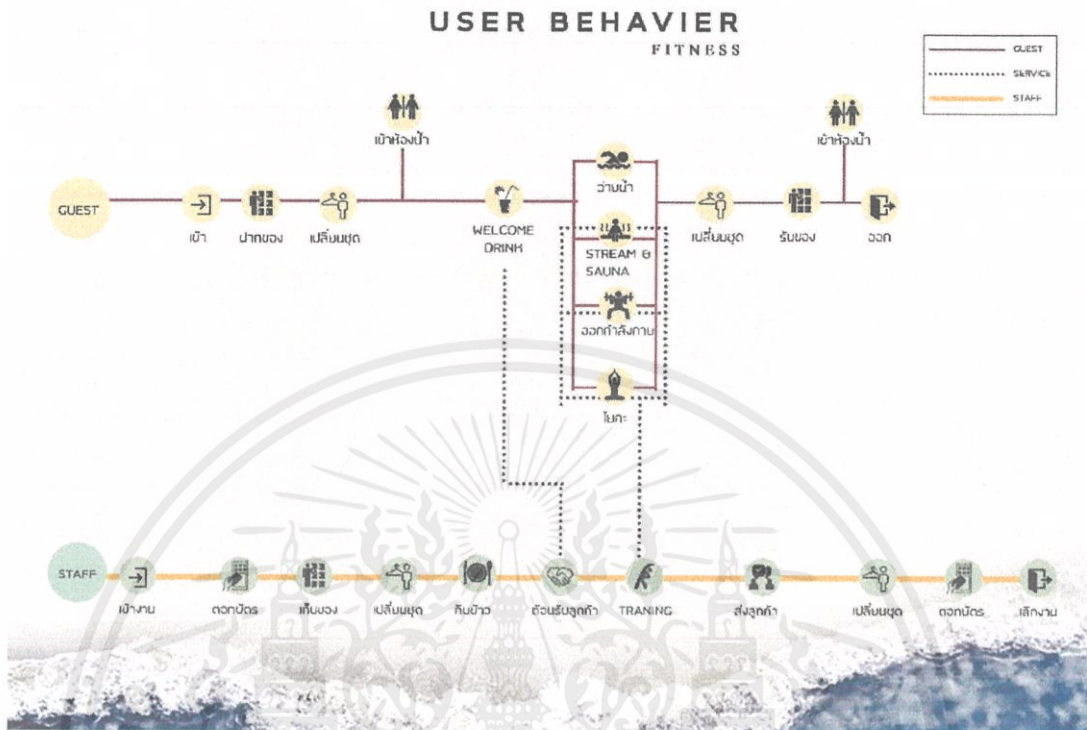 USER BEHAVIER
FITNESS
GUEST
SERVICE
STAFF
เข้าห้องน้ำ
เข้าห้องน้ำ
GUEST
เข้า
ฝากของ
เปลี่ยนชุด
WELCOME
DRINK
ว่ายน้ำ
STREAM &
SAUNA
ออกกำลังกาย
โยคะ
เปลี่ยนชุด
รับของ
ออก
STAFF
เข้างาน
ตอกบัตร
เก็บของ
เปลี่ยนชุด
กินข้าว
ต้อนรับลูกค้า
TRANING
ส่งลูกค้า
เปลี่ยนชุด
ตอกบัตร
เลิกงาน